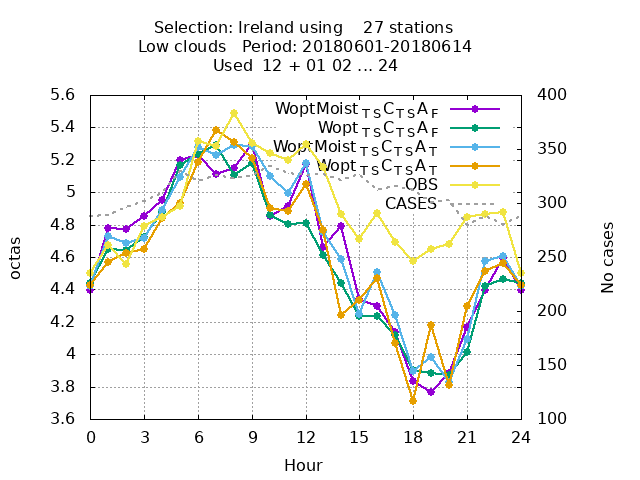 Selection: Ireland using    27 stations
Low clouds   Period: 20180601-20180614
Used  12 + 01 02 ... 24
5.6
5.4
5.2
5
4.8
4.6
4.4
4.2
4
3.8
3.6
octas
WoptMoist TS C TS A F
Wopt TS C TS A F
WoptMoist TS C TS A T
Wopt TS C TS A T
OBS
CASES
400
350
300
250
200
150
100
No cases
0 3 6 9 12 15 18 21 24
Hour